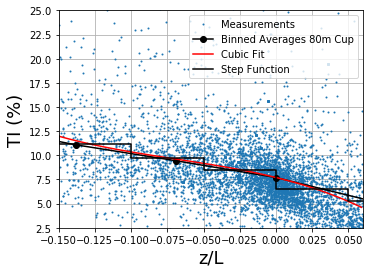 25.0
22.5
20.0
17.5
15.0
12.5
10.0
7.5
5.0
2.5
TI (%)
Measurements
Binned Averages 80m Cup
Cubic Fit
Step Function
−0.150 −0.125 −0.100 −0.075 −0.050 −0.025 0.000 0.025 0.050
z/L